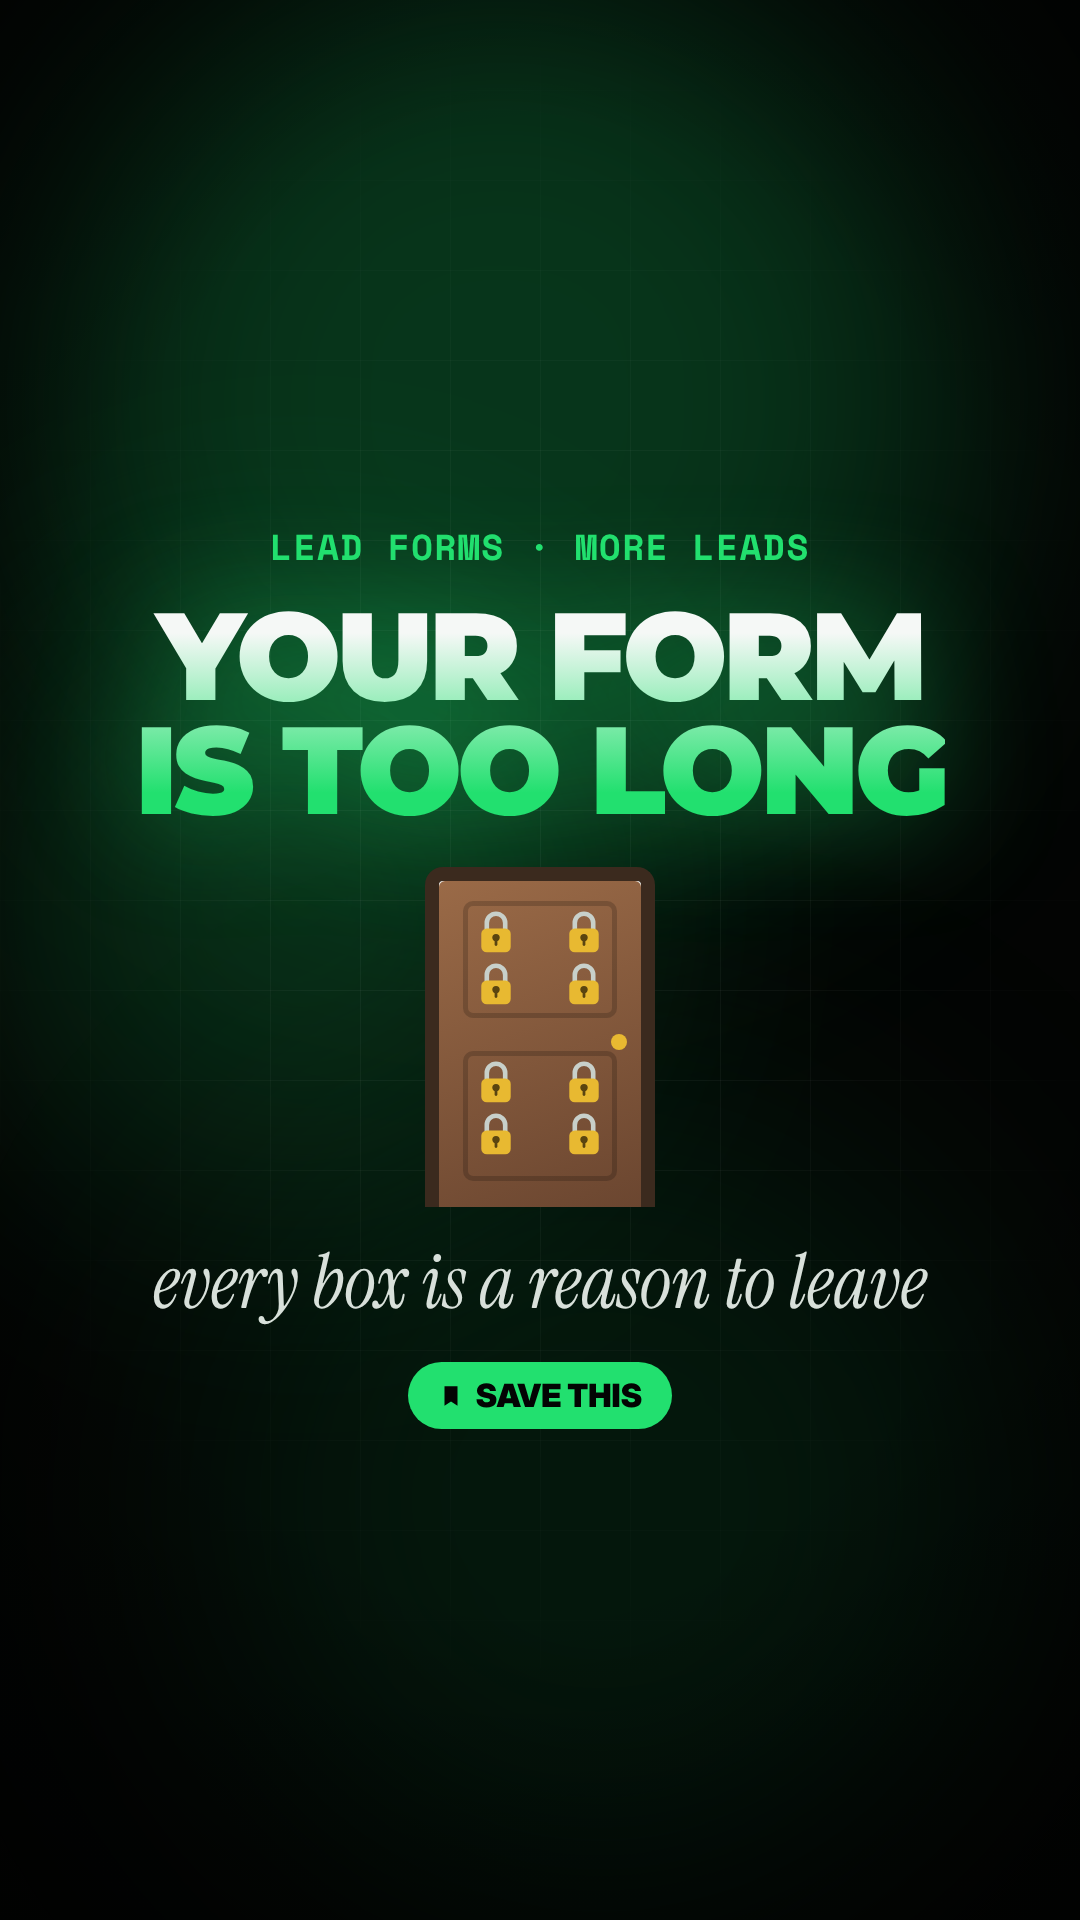 LEAD FORMS · MORE LEADS
YOUR FORM
IS TOO LONG
every box is a reason to leave
SAVE THIS